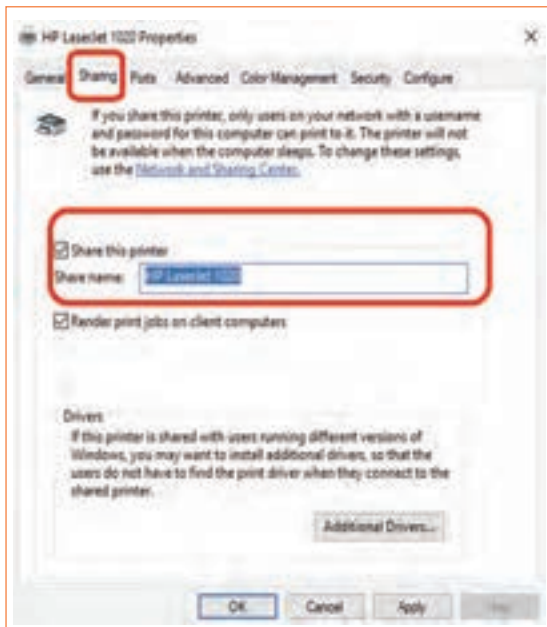 HP LaserJet 1020 Properties
General Sharing Ports Advanced Color Management Security Configure
If you share this printer, only users on your network with a username
and password for this computer can print to it. The printer will not
be available when the computer sleeps. To change these settings,
use the Network and Sharing Center.
Share this printer
Share name: HP LaserJet 1020
Render print jobs on client computers
Drivers
If this printer is shared with users running different versions of
Windows, you may want to install additional drivers, so that the
users do not have to find the print driver when they connect to the
shared printer.
Additional Drivers...
OK Cancel Apply